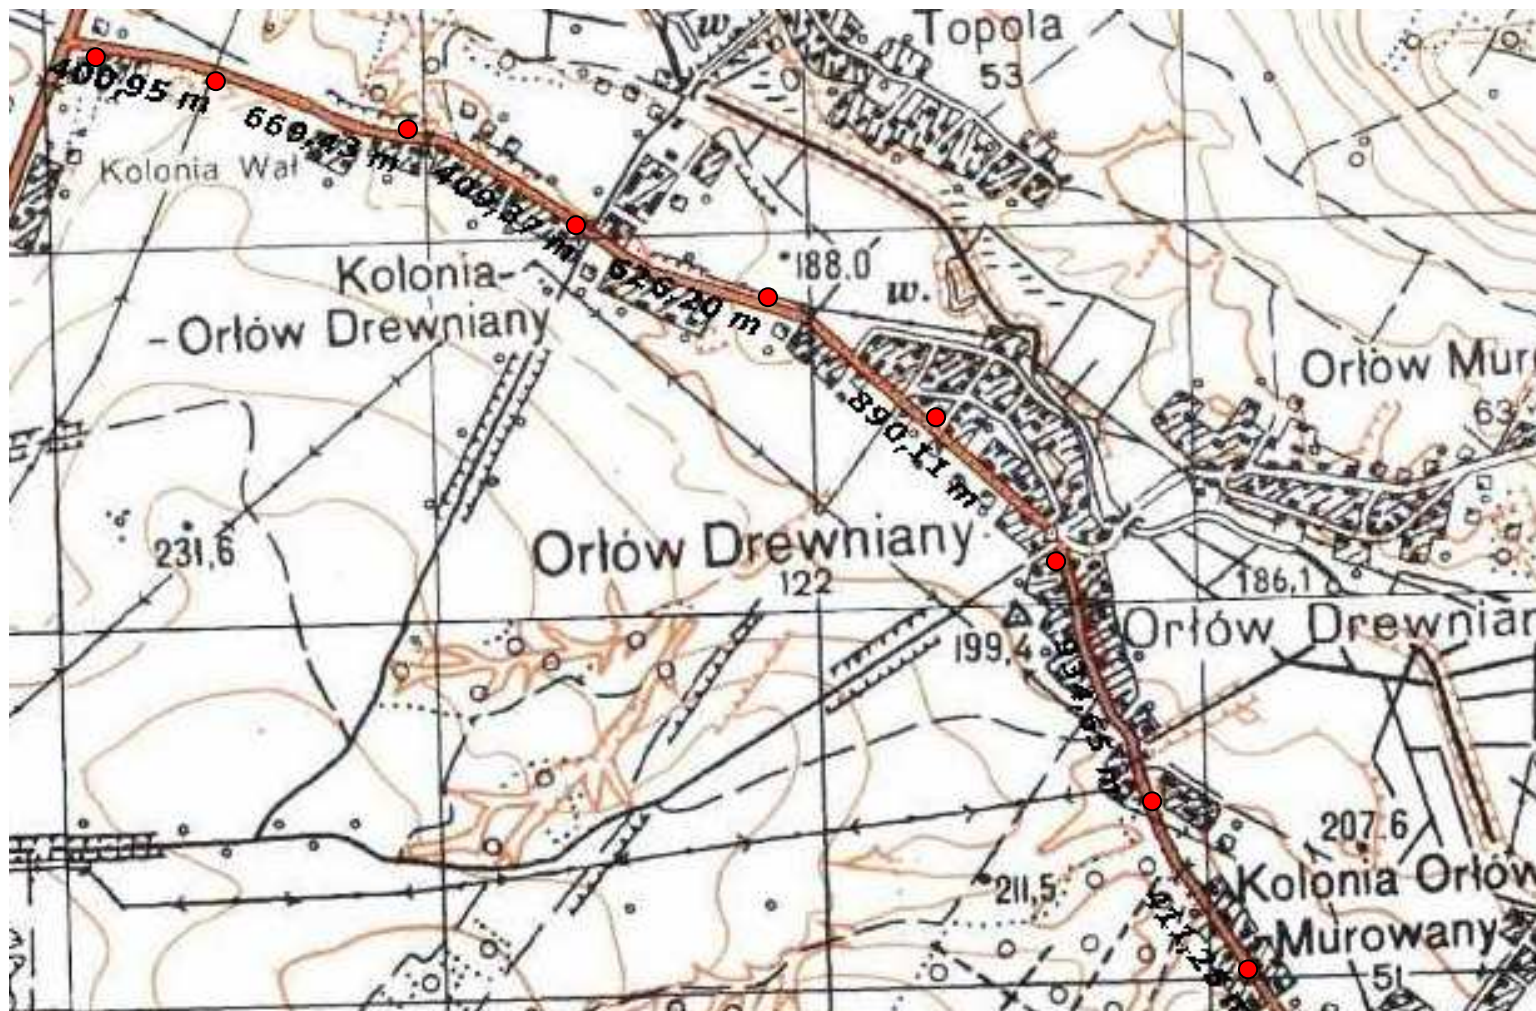 w.
Topola
53
400,95 m
Kolonia Wał
188.0
w.
Kolonia-
-Orłów Drewniany
626,20 m
Orłów Mur
63
890,11 m
231,6
Orłów Drewniany
122
186,1
Orłów Drewnian
199,4
207.6
211,5
Kolonia Orłów
Murowany
51